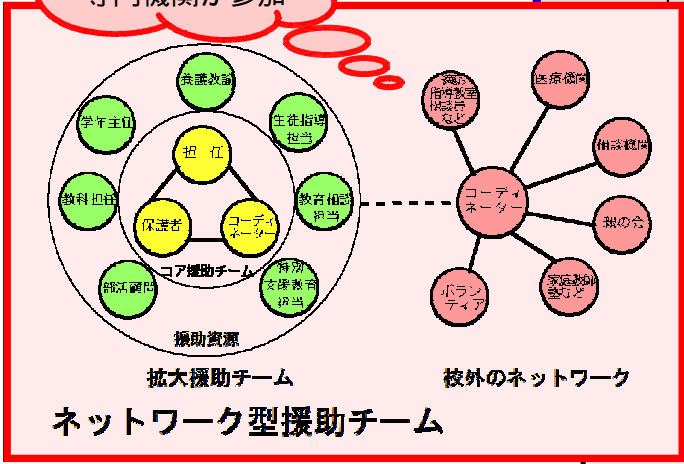 専門機関が参加
養護教諭
学年主任
生徒指導
担当
担　任
教科担任
教育相談
担当
保護者
コーディ
ネーター
コア援助チーム
部活顧問
特別
支援教育
担当
援助資源
拡大援助チーム
指導教室
相談員
など
医療機関
相談機関
コーディ
ネーター
親の会
ボラン
ティア
家庭教師
塾など
校外のネットワーク
ネットワーク型援助チーム